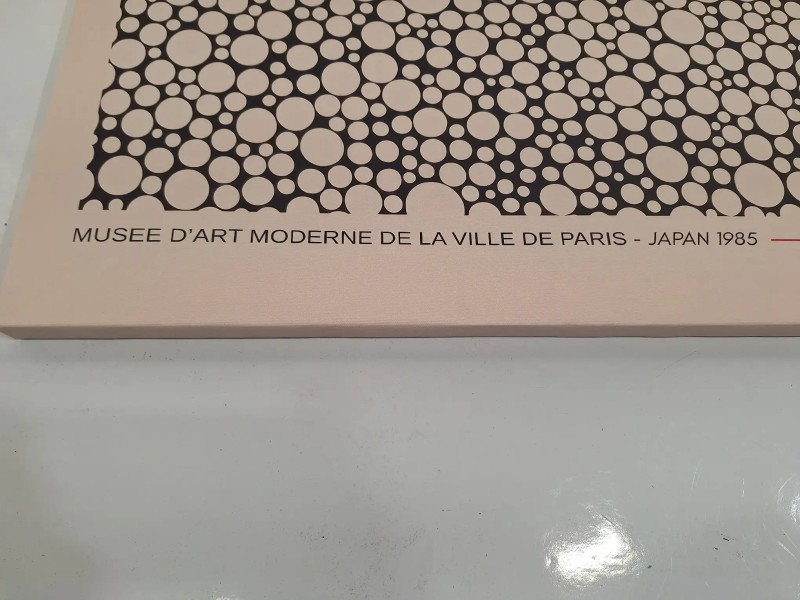 MUSEE D'ART MODERNE DE LA VILLE DE PARIS - JAPAN 1985